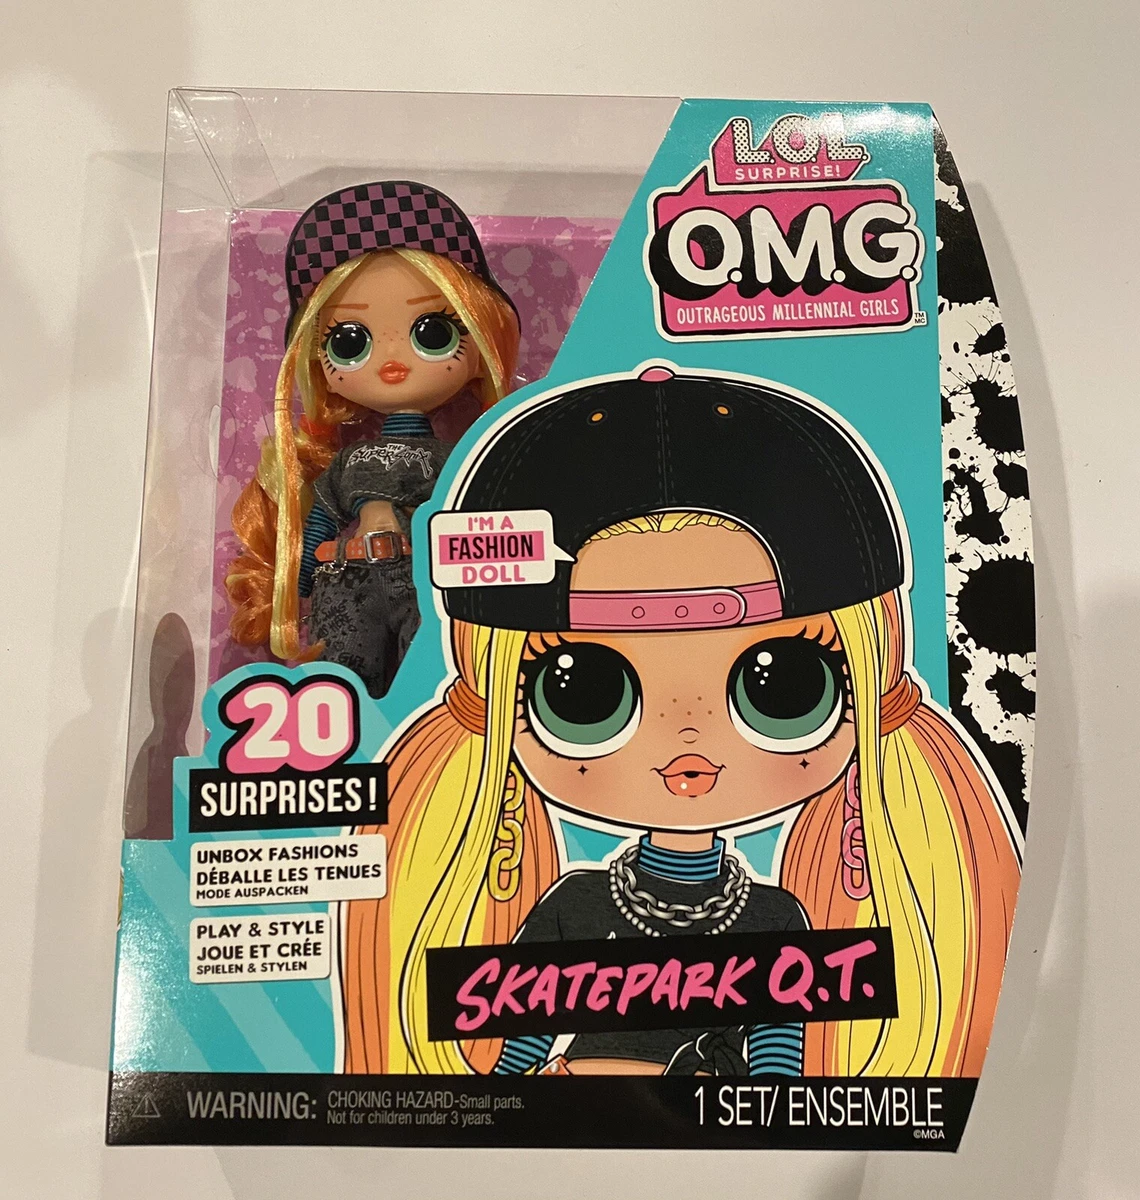 L.O.L.
SURPRISE!
O.M.G.
OUTRAGEOUS MILLENNIAL GIRLS
TM
MC
THE
I'M A
FASHION
DOLL
20
SURPRISES!
UNBOX FASHIONS
DÉBALLE LES TENUES
MODE AUSPACKEN
PLAY & STYLE
JOUE ET CRÉE
SPIELEN & STYLEN
SKATEPARK Q.T.
WARNING:
CHOKING HAZARD-Small parts.
Not for children under 3 years.
1 SET/ ENSEMBLE
©MGA